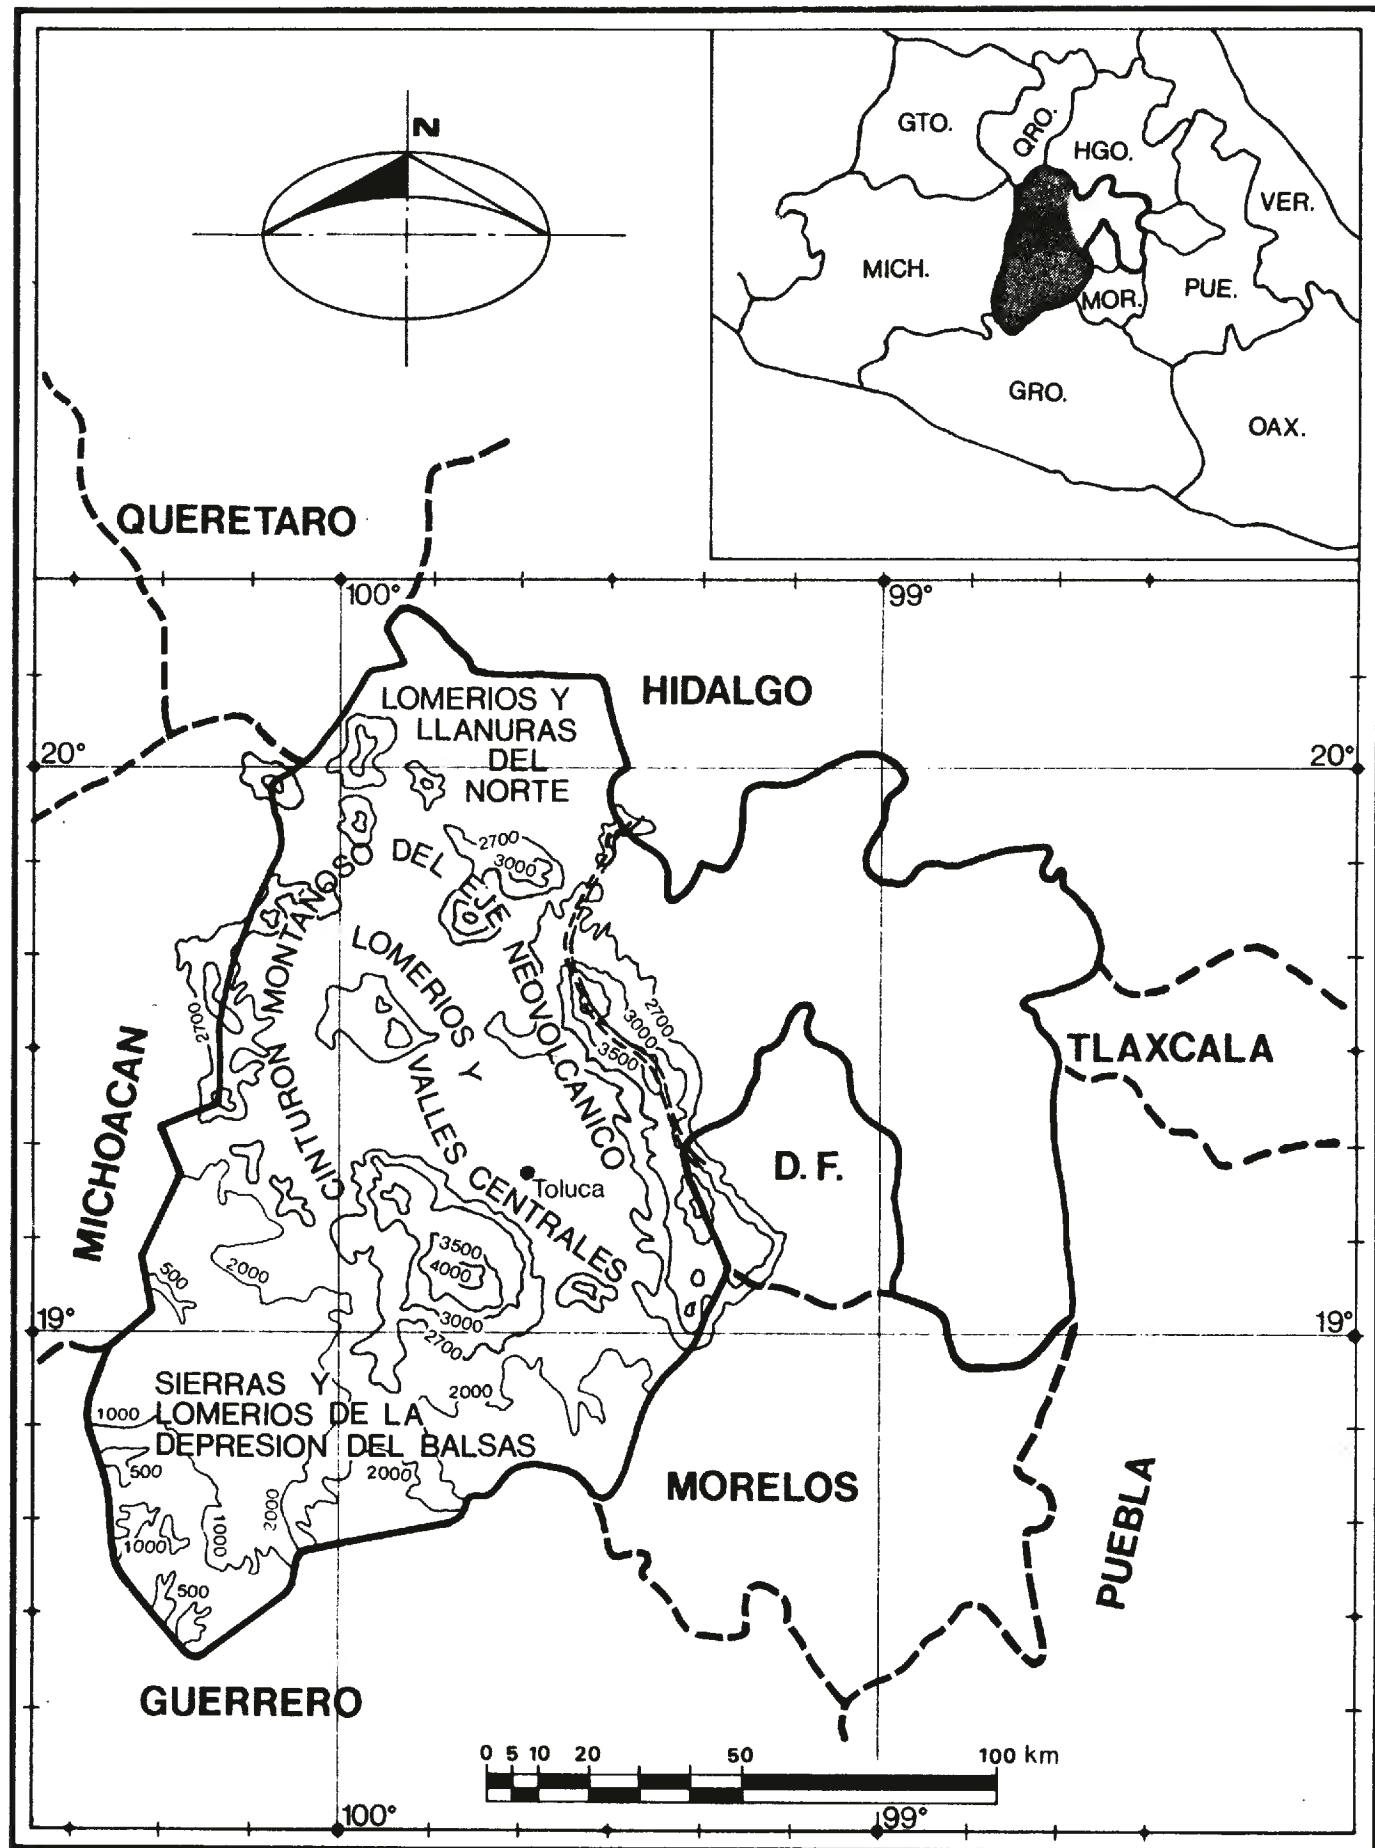 N
GTO.
QRO.
HGO.
VER.
MICH.
MOR.
PUE.
GRO.
OAX.
QUERETARO
100°
99°
HIDALGO
LOMERIOS Y
LLANURAS
DEL
NORTE
20°
20°
2700
3000
CINTURON MONTAÑOSO DEL EJE NEOVOLCANICO
LOMERIOS Y
VALLES CENTRALES
2700
2700
3000
3500
MICHOACAN
TLAXCALA
D. F.
Toluca
3500
4000
500
2000
3000
2700
19°
19°
SIERRAS Y
LOMERIOS DE LA
DEPRESION DEL BALSAS
2000
1000
500
2000
2000
1000
1000
500
MORELOS
PUEBLA
GUERRERO
0 5 10 20 50 100 km
100°
99°